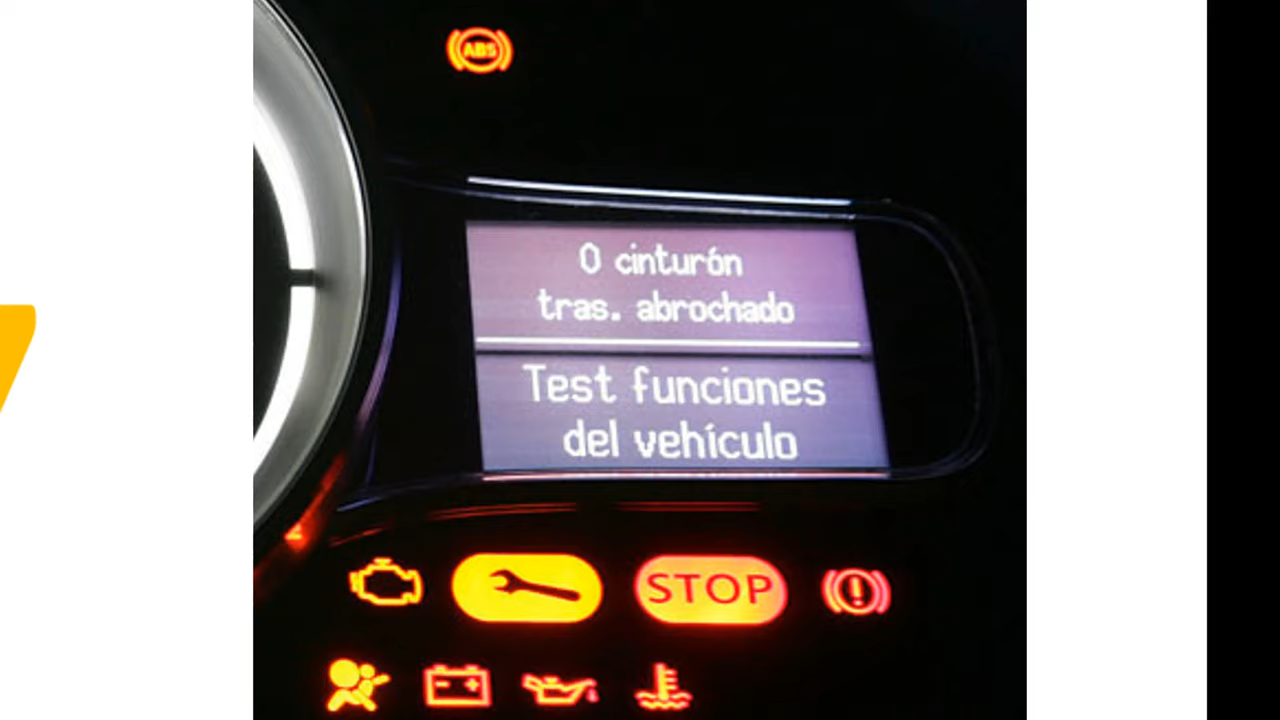 ABS
0 cinturón
tras. abrochado
Test funciones
del vehículo
STOP